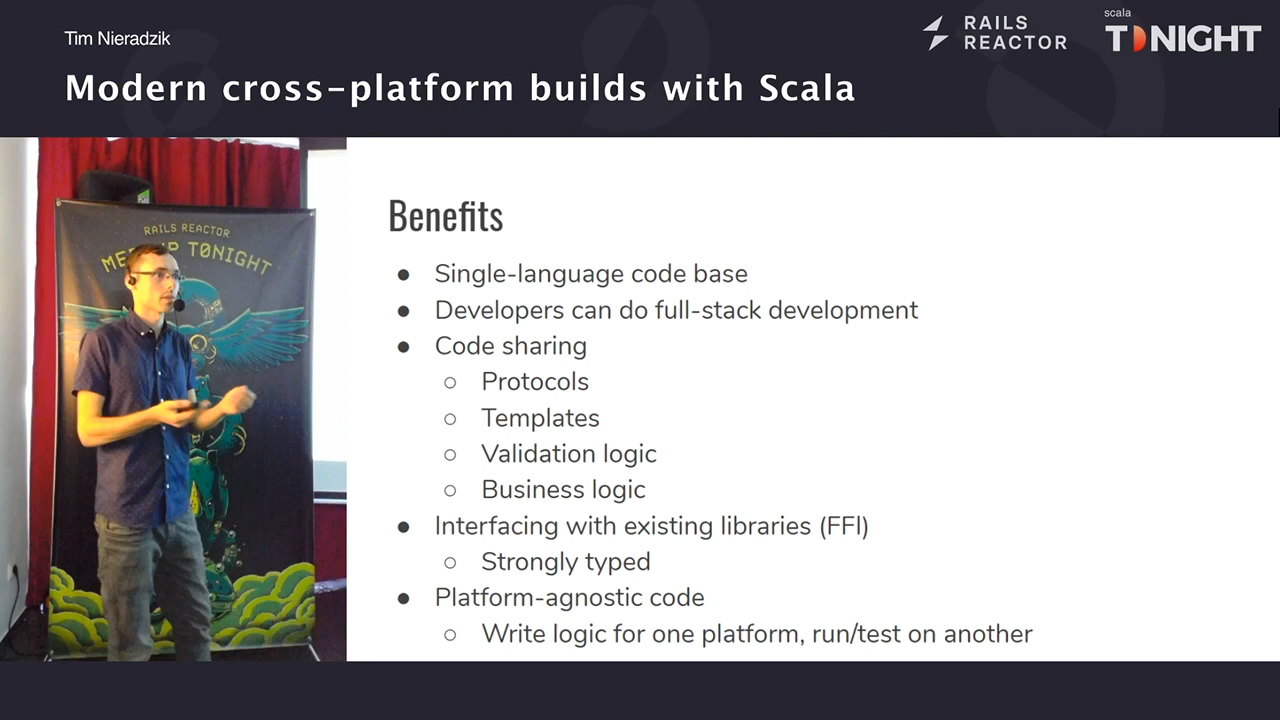 Tim Nieradzik
Modern cross-platform builds with Scala
RAILS
REACTOR
scala
TONIGHT
RAILS REACTOR
TØNIGHT
Benefits
● Single-language code base
● Developers can do full-stack development
● Code sharing
○ Protocols
○ Templates
○ Validation logic
○ Business logic
● Interfacing with existing libraries (FFI)
○ Strongly typed
● Platform-agnostic code
○ Write logic for one platform, run/test on another